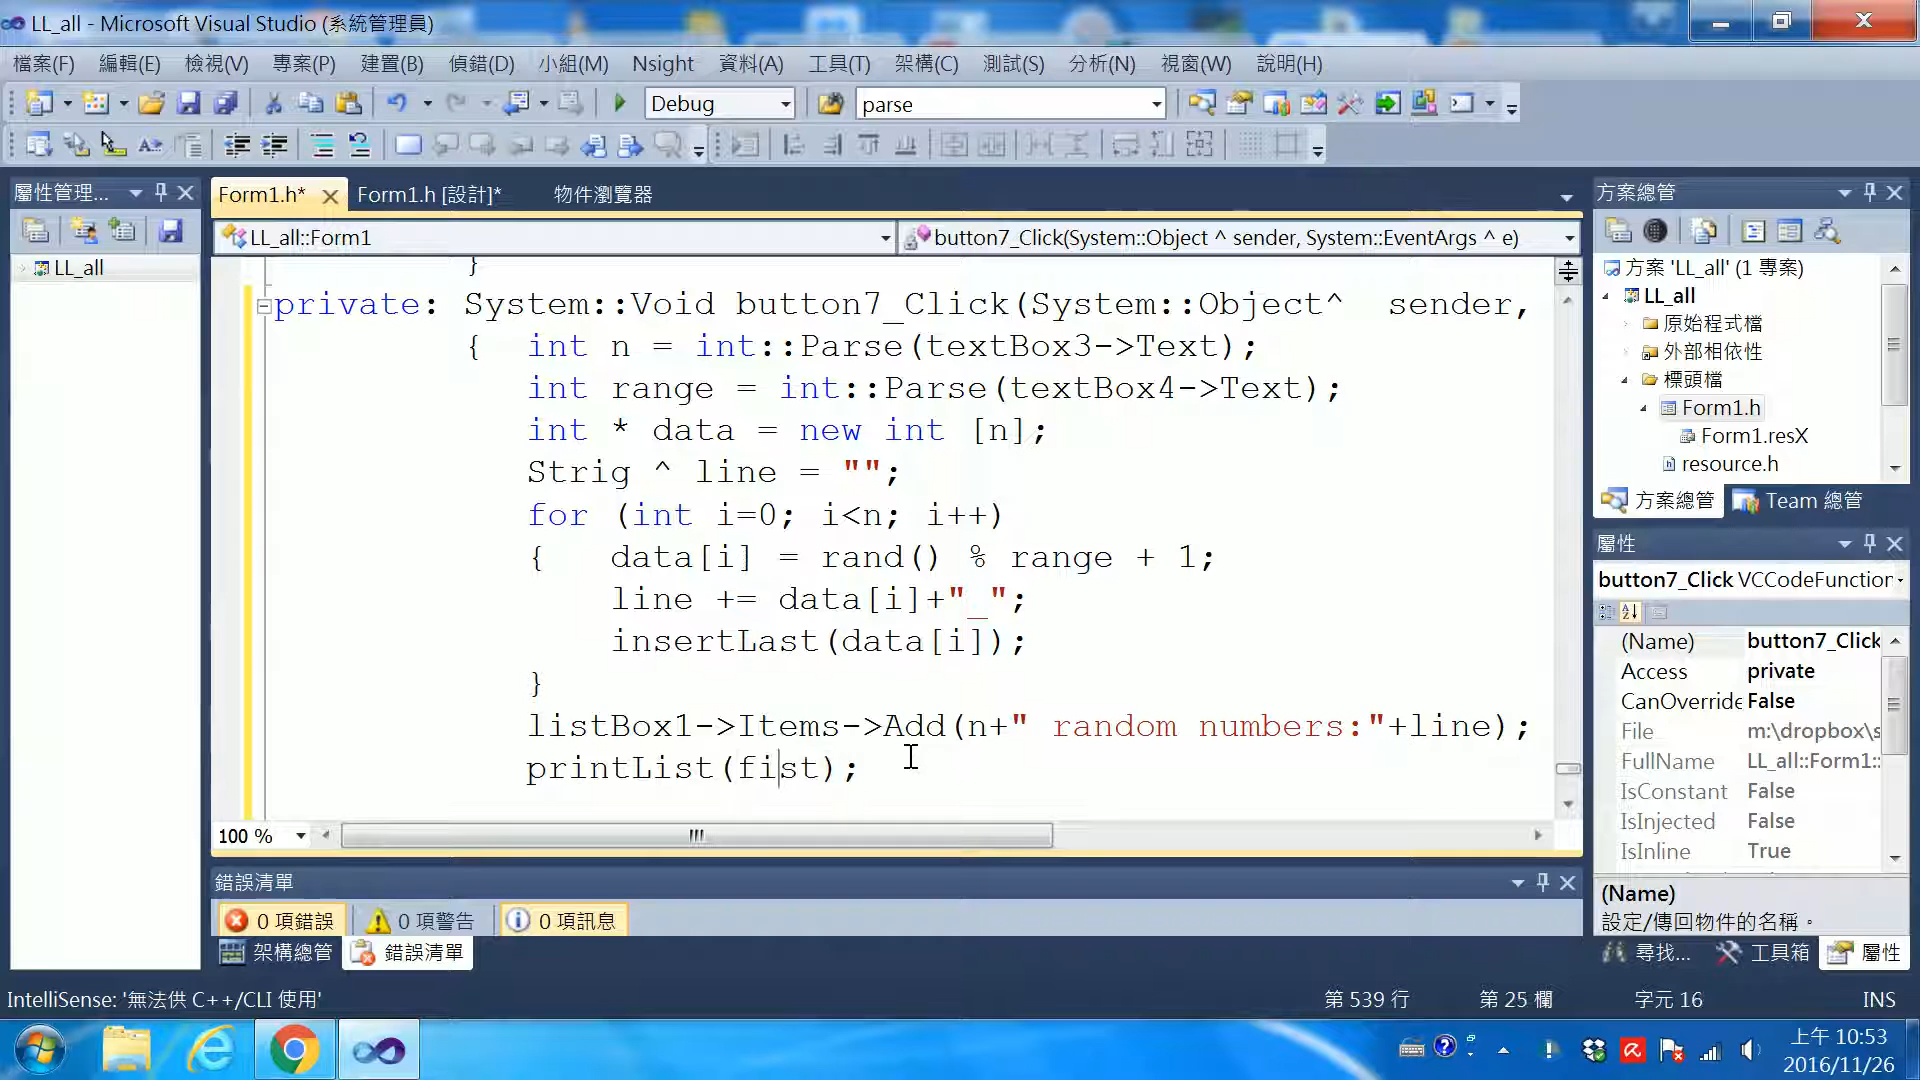 LL_all - Microsoft Visual Studio (系統管理員)
檔案(F) 編輯(E) 檢視(V) 專案(P) 建置(B) 偵錯(D) 小組(M) Nsight 資料(A) 工具(T) 架構(C) 測試(S) 分析(N) 視窗(W) 說明(H)
Debug parse
屬性管理... Form1.h* Form1.h [設計]* 物件瀏覽器 方案總管
LL_all::Form1 button7_Click(System::Object ^ sender, System::EventArgs ^ e)
LL_all
}
private: System::Void button7_Click(System::Object^  sender,
{ int n = int::Parse(textBox3->Text);
int range = int::Parse(textBox4->Text);
int * data = new int [n];
Strig ^ line = "";
for (int i=0; i<n; i++)
{ data[i] = rand() % range + 1;
line += data[i]+"_";
insertLast(data[i]);
}
listBox1->Items->Add(n+" random numbers:"+line);
printList(fist);
100 %
方案 'LL_all' (1 專案)
LL_all
原始程式檔
外部相依性
標頭檔
Form1.h
Form1.resX
resource.h
方案總管 Team 總管
屬性
button7_Click VCCodeFunction
(Name) button7_Click
Access private
CanOverride False
File m:\dropbox\s
FullName LL_all::Form1::
IsConstant False
IsInjected False
IsInline True
(Name)
設定/傳回物件的名稱。
尋找... 工具箱 屬性
錯誤清單
0 項錯誤 0 項警告 0 項訊息
架構總管 錯誤清單
IntelliSense: '無法供 C++/CLI 使用' 第 539 行 第 25 欄 字元 16 INS
上午 10:53
2016/11/26